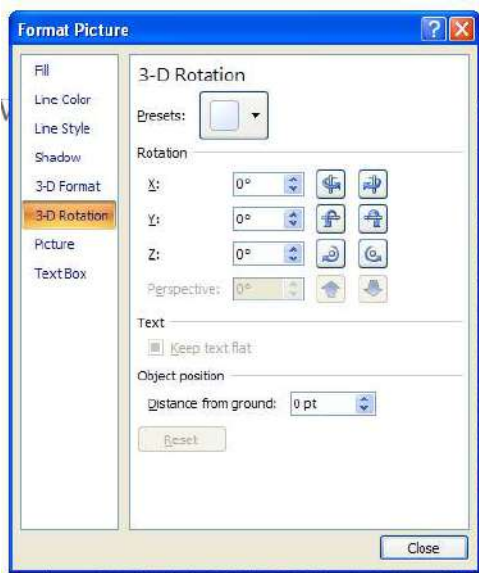 Format Picture
Fill
Line Color
Line Style
Shadow
3-D Format
3-D Rotation
Picture
Text Box
3-D Rotation
Presets:
Rotation
X: 0°
Y: 0°
Z: 0°
Perspective: 0°
Text
Keep text flat
Object position
Distance from ground: 0 pt
Reset
Close